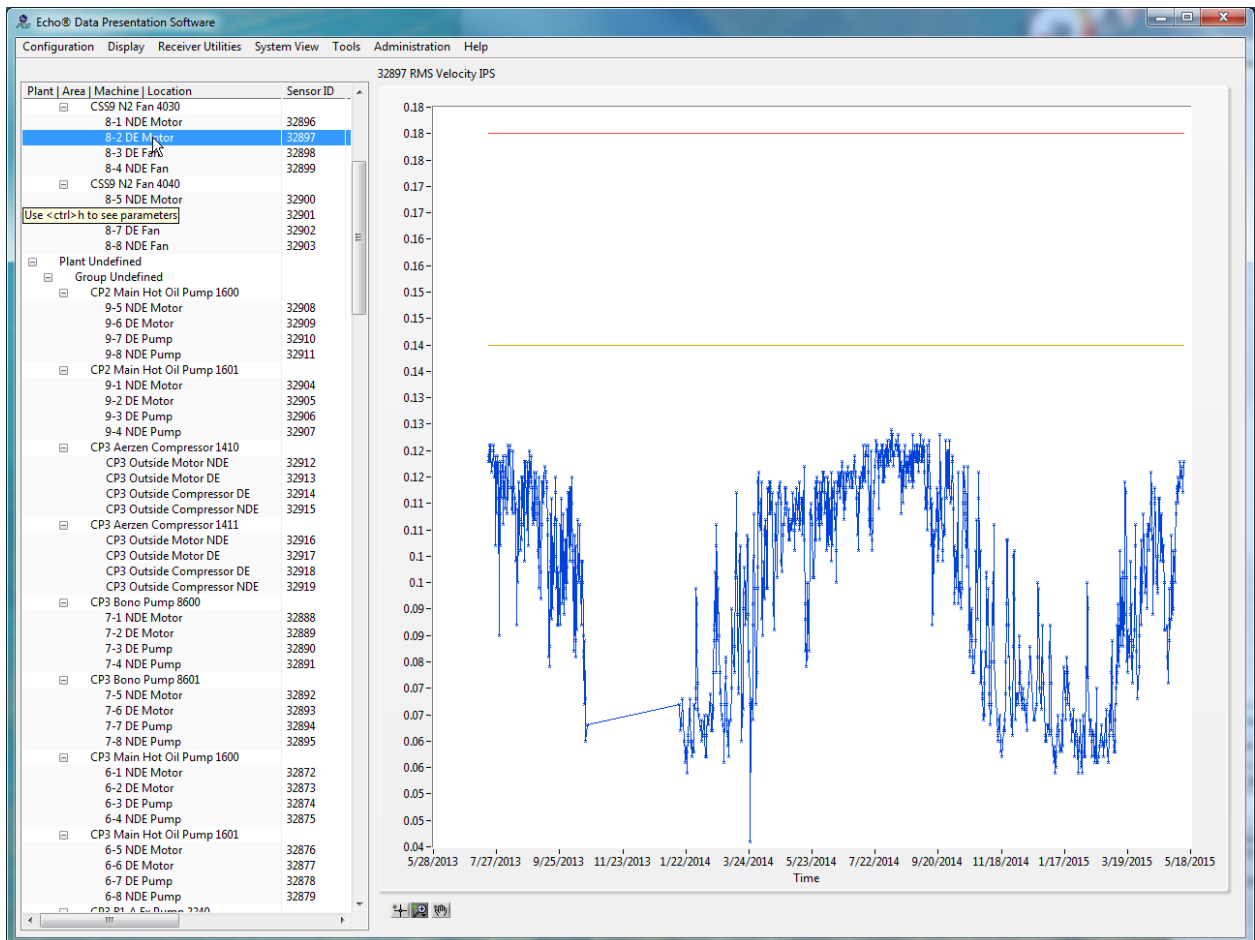 Echo® Data Presentation Software
Configuration Display Receiver Utilities System View Tools Administration Help
32897 RMS Velocity IPS
Plant | Area | Machine | Location Sensor ID
CSS9 N2 Fan 4030
8-1 NDE Motor 32896
8-2 DE Motor 32897
8-3 DE Fan 32898
8-4 NDE Fan 32899
CSS9 N2 Fan 4040
8-5 NDE Motor 32900
Use <ctrl>h to see parameters 32901
8-7 DE Fan 32902
8-8 NDE Fan 32903
Plant Undefined
Group Undefined
CP2 Main Hot Oil Pump 1600
9-5 NDE Motor 32908
9-6 DE Motor 32909
9-7 DE Pump 32910
9-8 NDE Pump 32911
CP2 Main Hot Oil Pump 1601
9-1 NDE Motor 32904
9-2 DE Motor 32905
9-3 DE Pump 32906
9-4 NDE Pump 32907
CP3 Aerzen Compressor 1410
CP3 Outside Motor NDE 32912
CP3 Outside Motor DE 32913
CP3 Outside Compressor DE 32914
CP3 Outside Compressor NDE 32915
CP3 Aerzen Compressor 1411
CP3 Outside Motor NDE 32916
CP3 Outside Motor DE 32917
CP3 Outside Compressor DE 32918
CP3 Outside Compressor NDE 32919
CP3 Bono Pump 8600
7-1 NDE Motor 32888
7-2 DE Motor 32889
7-3 DE Pump 32890
7-4 NDE Pump 32891
CP3 Bono Pump 8601
7-5 NDE Motor 32892
7-6 DE Motor 32893
7-7 DE Pump 32894
7-8 NDE Pump 32895
CP3 Main Hot Oil Pump 1600
6-1 NDE Motor 32872
6-2 DE Motor 32873
6-3 DE Pump 32874
6-4 NDE Pump 32875
CP3 Main Hot Oil Pump 1601
6-5 NDE Motor 32876
6-6 DE Motor 32877
6-7 DE Pump 32878
6-8 NDE Pump 32879
CP3 P1-A Ex Pump 2240
0.18
0.18
0.18
0.17
0.17
0.16
0.16
0.15
0.15
0.14
0.14
0.13
0.13
0.12
0.12
0.11
0.11
0.1
0.1
0.09
0.09
0.08
0.07
0.07
0.06
0.06
0.05
0.05
0.04
5/28/2013 7/27/2013 9/25/2013 11/23/2013 1/22/2014 3/24/2014 5/23/2014 7/22/2014 9/20/2014 11/18/2014 1/17/2015 3/19/2015 5/18/2015
Time